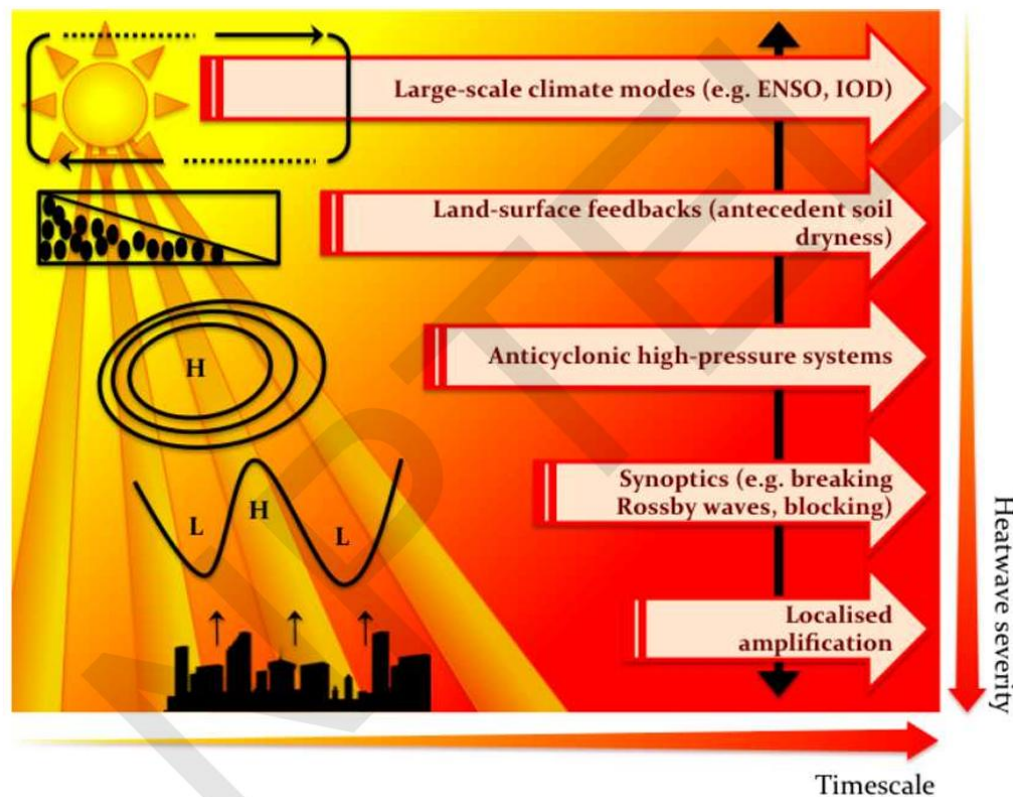 Large-scale climate modes (e.g. ENSO, IOD)
Land-surface feedbacks (antecedent soil
dryness)
Anticyclonic high-pressure systems
H
Synoptics (e.g. breaking
Rossby waves, blocking)
L
H
L
Localised
amplification
Heatwave severity
Timescale
NPTEL